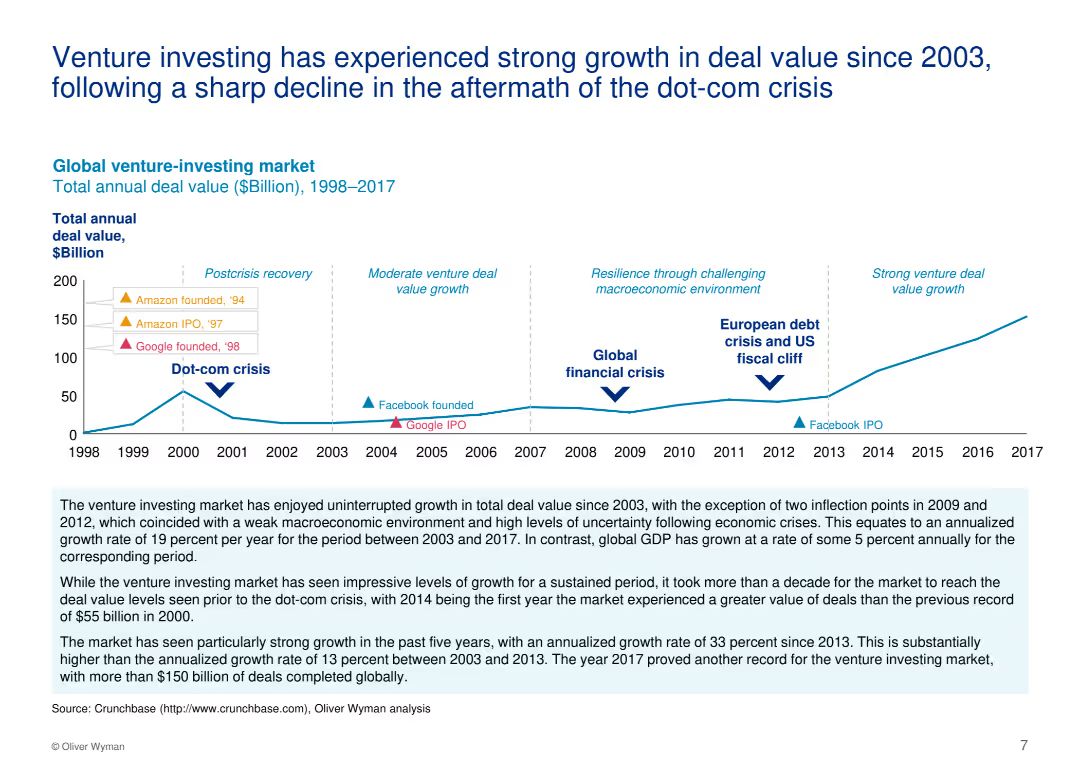 Venture investing has experienced strong growth in deal value since 2003,
following a sharp decline in the aftermath of the dot-com crisis
Global venture-investing market
Total annual deal value ($Billion), 1998–2017
Total annual
deal value,
$Billion
Postcrisis recovery
Moderate venture deal
value growth
Resilience through challenging
macroeconomic environment
Strong venture deal
value growth
200
150
100
50
0
Amazon founded, ‘94
Amazon IPO, ‘97
Google founded, ‘98
Dot-com crisis
Facebook founded
Google IPO
Global
financial crisis
European debt
crisis and US
fiscal cliff
Facebook IPO
1998 1999 2000 2001 2002 2003 2004 2005 2006 2007 2008 2009 2010 2011 2012 2013 2014 2015 2016 2017
The venture investing market has enjoyed uninterrupted growth in total deal value since 2003, with the exception of two inflection points in 2009 and
2012, which coincided with a weak macroeconomic environment and high levels of uncertainty following economic crises. This equates to an annualized
growth rate of 19 percent per year for the period between 2003 and 2017. In contrast, global GDP has grown at a rate of some 5 percent annually for the
corresponding period.
While the venture investing market has seen impressive levels of growth for a sustained period, it took more than a decade for the market to reach the
deal value levels seen prior to the dot-com crisis, with 2014 being the first year the market experienced a greater value of deals than the previous record
of $55 billion in 2000.
The market has seen particularly strong growth in the past five years, with an annualized growth rate of 33 percent since 2013. This is substantially
higher than the annualized growth rate of 13 percent between 2003 and 2013. The year 2017 proved another record for the venture investing market,
with more than $150 billion of deals completed globally.
Source: Crunchbase (http://www.crunchbase.com), Oliver Wyman analysis
© Oliver Wyman
7